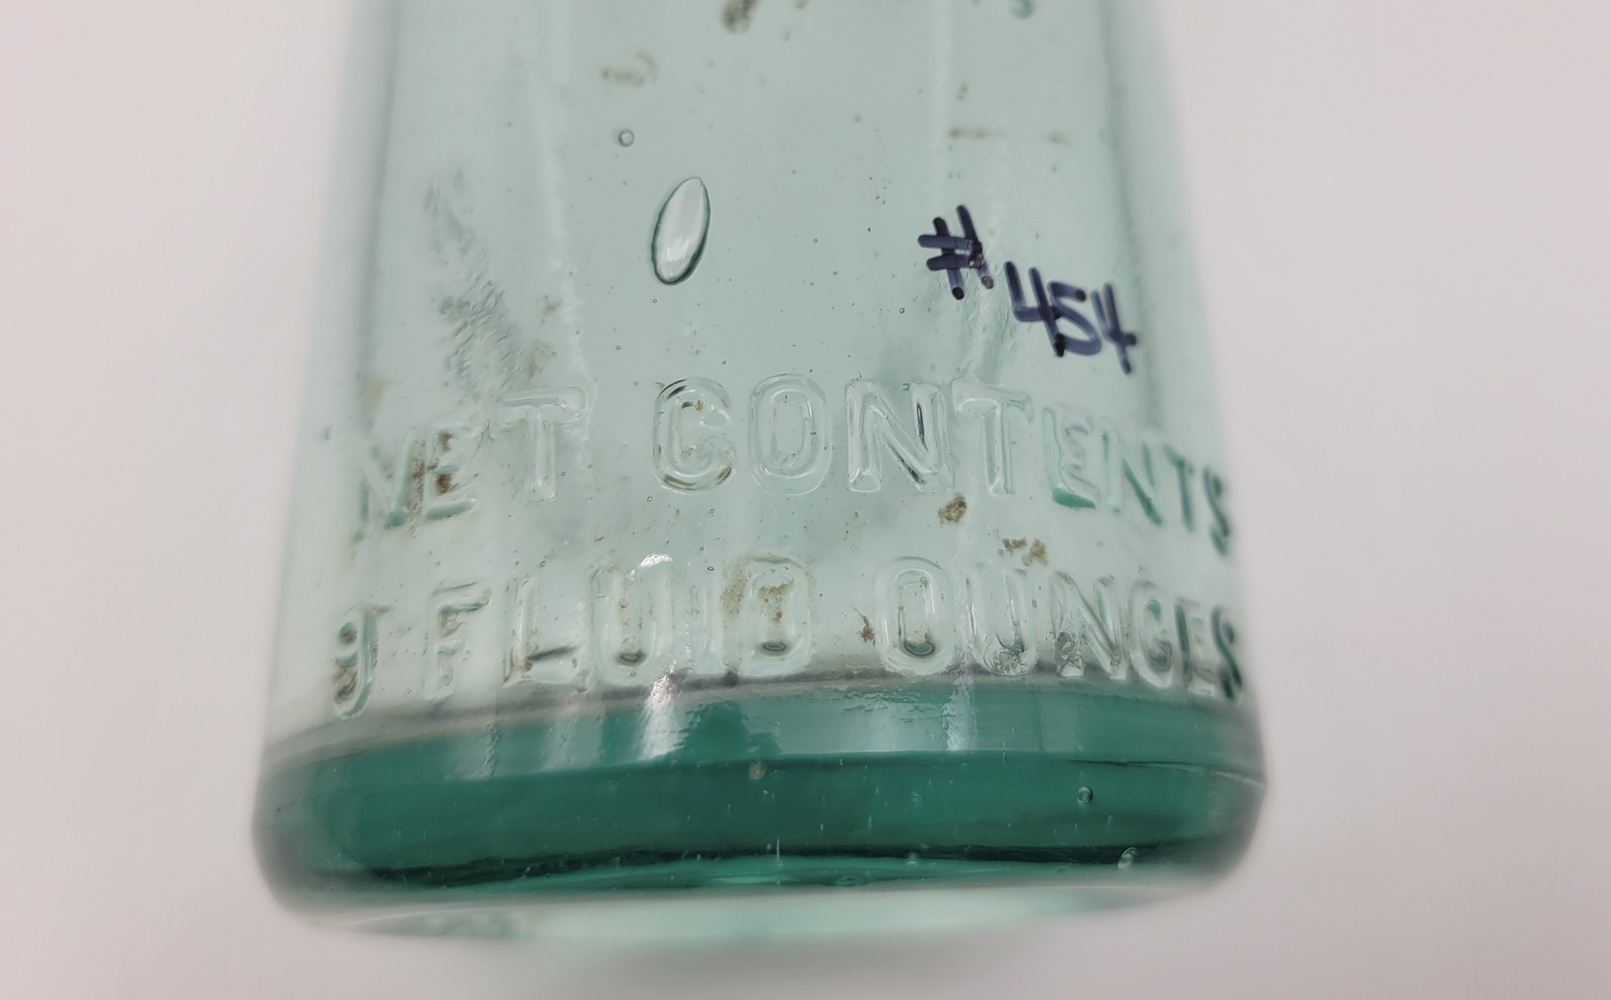 #454
NET CONTENTS
9 FLUID OUNCES